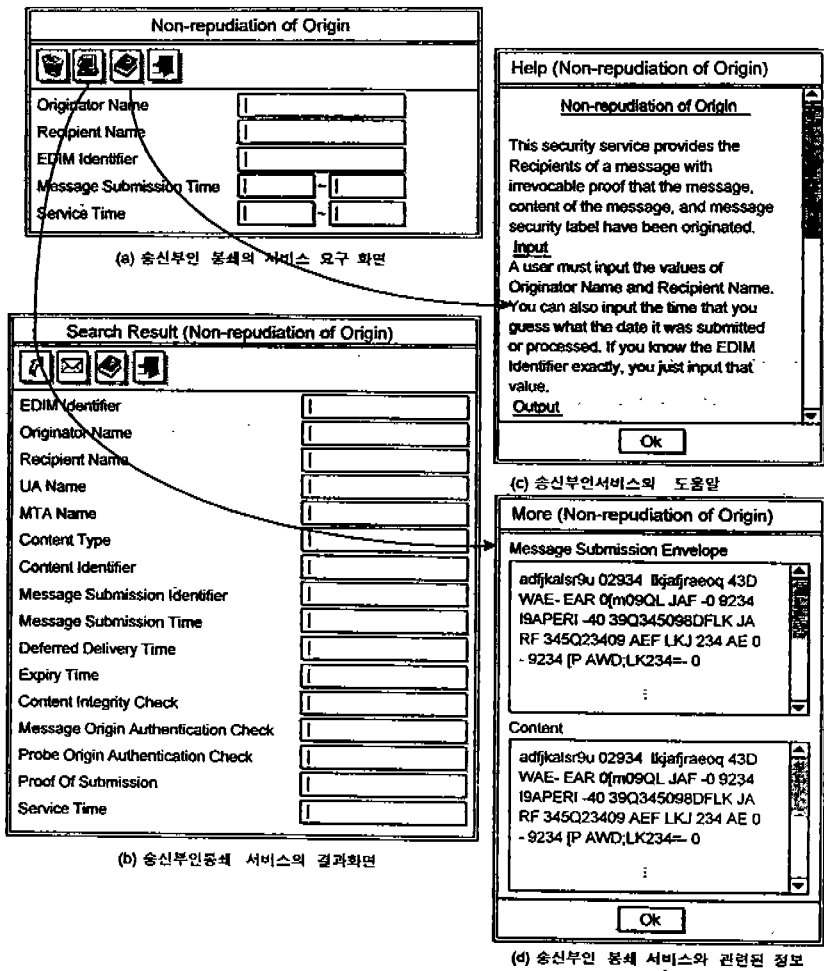 Non-repudiation of Origin
Originator Name
Recipient Name
EDIM Identifier
Message Submission Time
~
Service Time
~
(a) 송신부인 봉쇄의 서비스 요구 화면
Search Result (Non-repudiation of Origin)
EDIM Identifier
Originator Name
Recipient Name
UA Name
MTA Name
Content Type
Content Identifier
Message Submission Identifier
Message Submission Time
Deferred Delivery Time
Expiry Time
Content Integrity Check
Message Origin Authentication Check
Probe Origin Authentication Check
Proof Of Submission
Service Time
(b) 송신부인봉쇄 서비스의 결과화면
Help (Non-repudiation of Origin)
Non-repudiation of Origin
This security service provides the
Recipients of a message with
irrevocable proof that the message,
content of the message, and message
security label have been originated.
Input
A user must input the values of
Originator Name and Recipient Name.
You can also input the time that you
guess what the date it was submitted
or processed. If you know the EDIM
Identifier exactly, you just input that
value.
Output
Ok
(c) 송신부인서비스의 도움말
More (Non-repudiation of Origin)
Message Submission Envelope
adfjkalsr9u 02934 lkjafjraeoq 43D
WAE- EAR 0[m09QL JAF -0 9234
I9APERI -40 39Q345098DFLK JA
RF 345Q23409 AEF LKJ 234 AE 0
- 9234 [P AWD;LK234=- 0
⋮
Content
adfjkalsr9u 02934 lkjafjraeoq 43D
WAE- EAR 0[m09QL JAF -0 9234
I9APERI -40 39Q345098DFLK JA
RF 345Q23409 AEF LKJ 234 AE 0
- 9234 [P AWD;LK234=- 0
⋮
Ok
(d) 송신부인 봉쇄 서비스와 관련된 정보